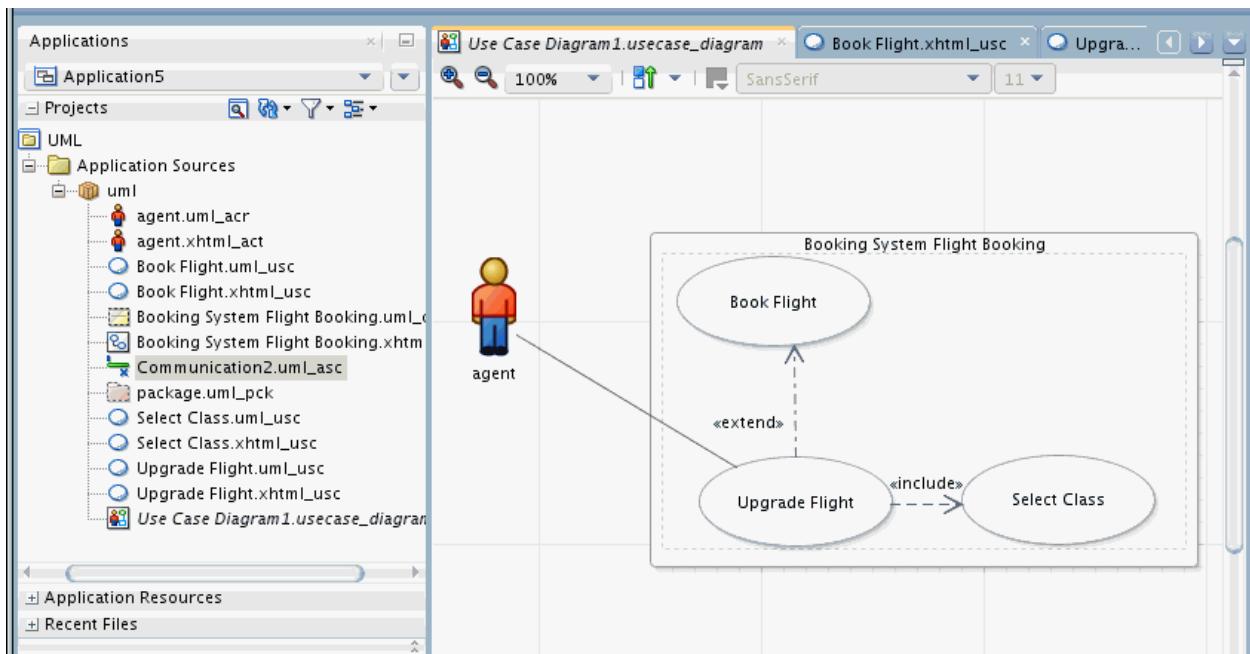 Applications
Application5
Projects
UML
Application Sources
uml
agent.uml_acr
agent.xhtml_act
Book Flight.uml_usc
Book Flight.xhtml_usc
Booking System Flight Booking.uml_
Booking System Flight Booking.xhtm
Communication2.uml_asc
package.uml_pck
Select Class.uml_usc
Select Class.xhtml_usc
Upgrade Flight.uml_usc
Upgrade Flight.xhtml_usc
Use Case Diagram1.usecase_diagram
Application Resources
Recent Files
Use Case Diagram1.usecase_diagram
Book Flight.xhtml_usc
Upgra...
100%
SansSerif
11
Booking System Flight Booking
Book Flight
agent
«extend»
«include»
Upgrade Flight
Select Class